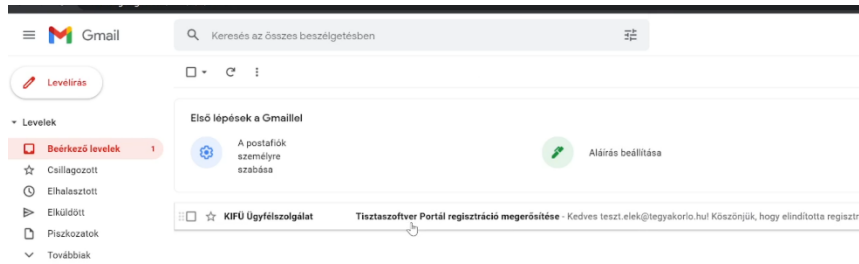 Gmail
Keresés az összes beszélgetésben
Levélírás
Levelek
Beérkező levelek 1
Csillagozott
Elhalasztott
Elküldött
Piszkozatok
Továbbiak
Első lépések a Gmaillel
A postafiók
személyre
szabása
Aláírás beállítása
KIFÜ Ügyfélszolgálat Tisztaszoftver Portál regisztráció megerősítése - Kedves teszt.elek@tegyakorlo.hu! Köszönjük, hogy elindította regisztr